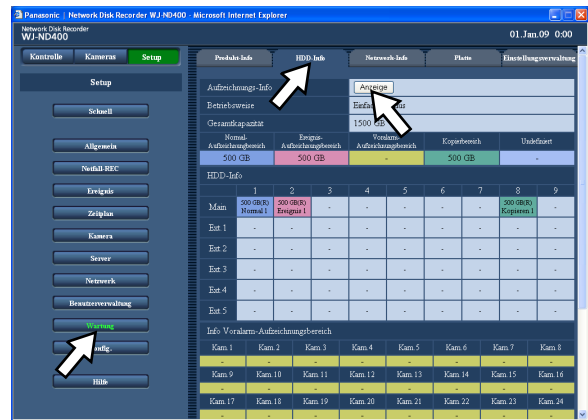 Panasonic | Network Disk Recorder WJ-ND400 - Microsoft Internet Explorer
Network Disk Recorder
WJ-ND400
01.Jan.09 0:00
Kontrolle Kameras Setup
Produkt-Info HDD-Info Netzwerk-Info Platte Einstellungsverwaltung
Setup
Schnell
Allgemein
Notfall-REC
Ereignis
Zeitplan
Kamera
Server
Netzwerk
Benutzerverwaltung
Wartung
Hilfe
Aufzeichnungs-Info Anzeige
Betriebsweise
Gesamtkapazität 1500 GB
Normal-Aufzeichnungsbereich Ereignis-Aufzeichnungsbereich Voralarm-Aufzeichnungsbereich Kopierbereich Undefiniert
500 GB 500 GB - 500 GB -
HDD-Info
1 2 3 4 5 6 7 8 9
Main 500 GB(R) Normal 1 500 GB(R) Ereignis 1 - - - - - 500 GB(R) Kopieren 1 -
Ext.1 - - - - - - - - -
Ext.2 - - - - - - - - -
Ext.3 - - - - - - - - -
Ext.4 - - - - - - - - -
Ext.5 - - - - - - - - -
Info Voralarm-Aufzeichnungsbereich
Kam.1 Kam.2 Kam.3 Kam.4 Kam.5 Kam.6 Kam.7 Kam.8
- - - - - - - -
Kam.9 Kam.10 Kam.11 Kam.12 Kam.13 Kam.14 Kam.15 Kam.16
- - - - - - - -
Kam.17 Kam.18 Kam.19 Kam.20 Kam.21 Kam.22 Kam.23 Kam.24
- - - - - - - -